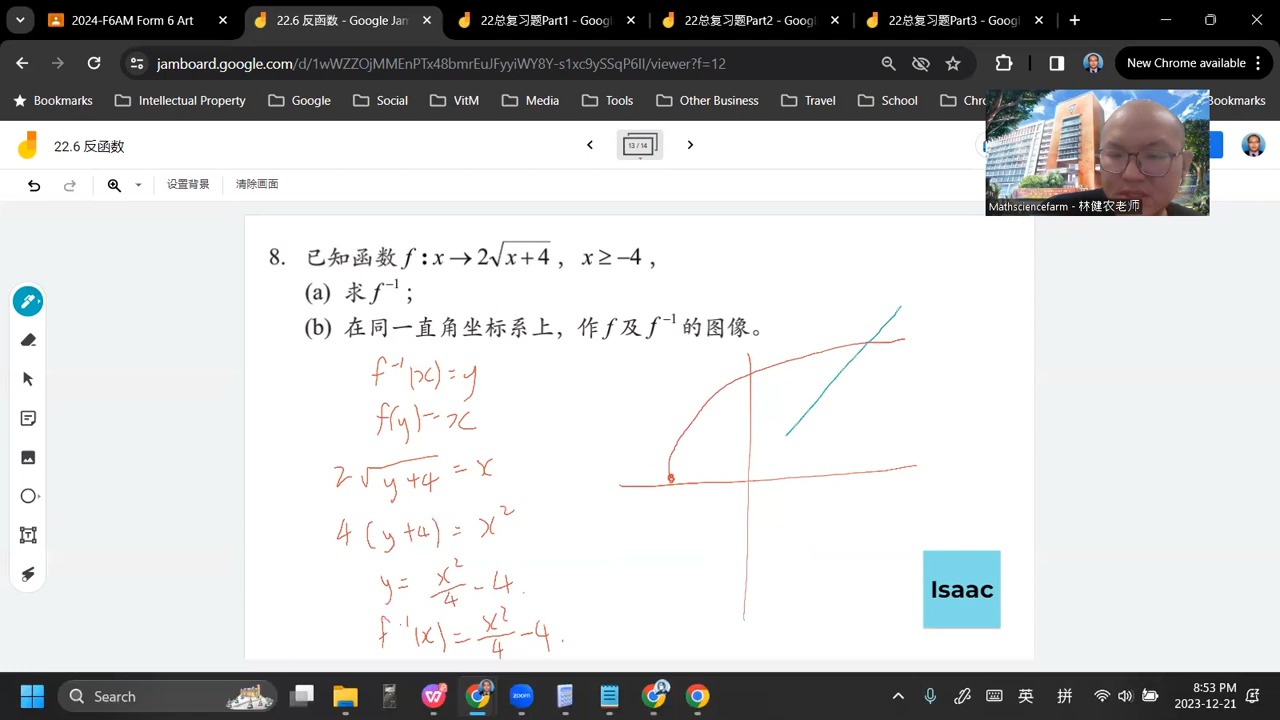 2024-F6AM Form 6 Art
22.6 反函数 - Google Jam
22总复习题Part1 - Googl
22总复习题Part2 - Googl
22总复习题Part3 - Googl
jamboard.google.com/d/1wWZZOjMMEnPTx48bmrEuJFyyiWY8Y-s1xc9ySSqP6II/viewer?f=12
New Chrome available
Bookmarks
Intellectual Property
Google
Social
VitM
Media
Tools
Other Business
Travel
School
Chr
Bookmarks
22.6 反函数
13 / 14
设置背景
清除画面
Mathsciencefarm - 林健农老师
8. 已知函数 f : x → 2√(x+4) , x ≥ −4 ,
(a) 求 f⁻¹ ;
(b) 在同一直角坐标系上，作 f 及 f⁻¹ 的图像。
f⁻¹(x) = y
f(y) = x
2√(y+4) = x
4(y+4) = x²
y = x²/4 - 4.
f⁻¹(x) = x²/4 - 4.
Isaac
Search
zoom
英
拼
8:53 PM
2023-12-21